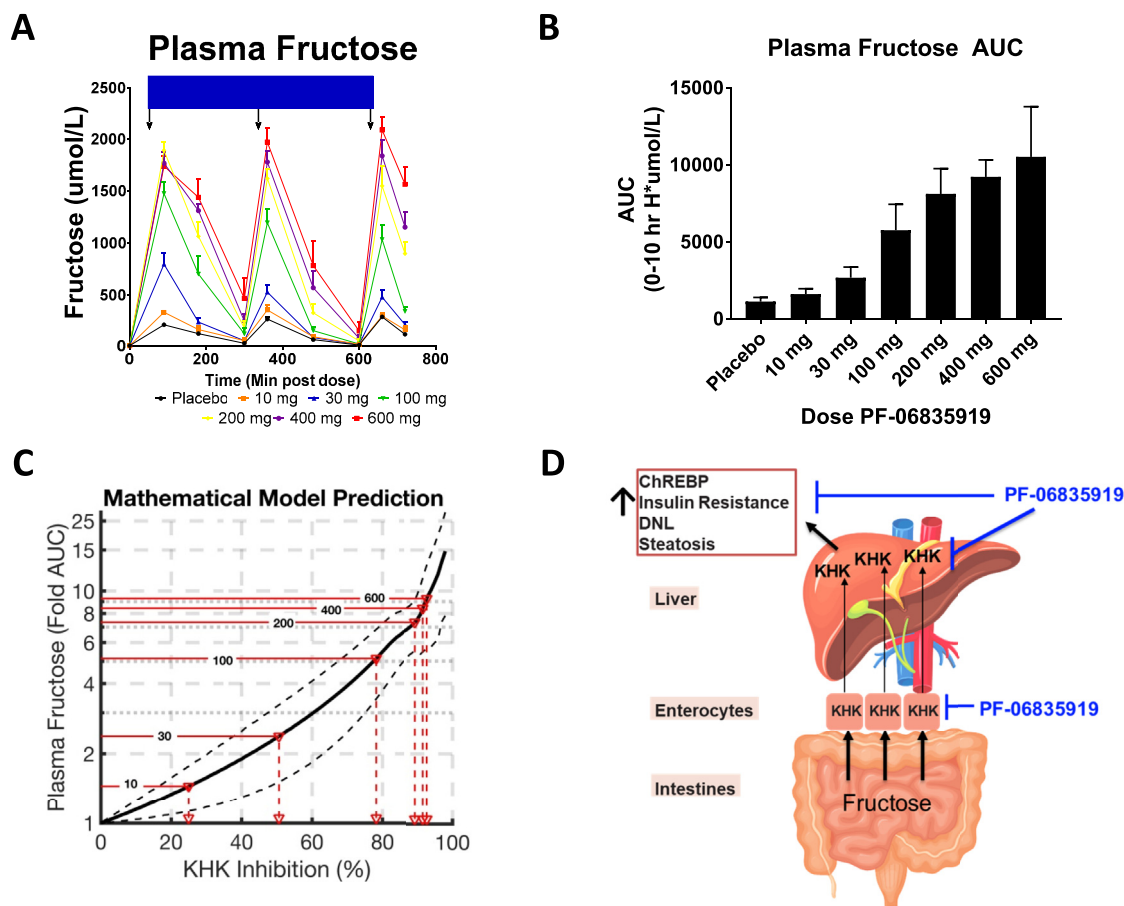 A
Plasma Fructose
Fructose (umol/L)
2500
2000
1500
1000
500
0
0
200
400
600
800
Time (Min post dose)
Placebo
10 mg
30 mg
100 mg
200 mg
400 mg
600 mg
B
Plasma Fructose AUC
AUC
(0-10 hr H*umol/L)
15000
10000
5000
0
Placebo
10 mg
30 mg
100 mg
200 mg
400 mg
600 mg
Dose PF-06835919
C
Mathematical Model Prediction
Plasma Fructose (Fold AUC)
25
15
10
8
6
4
2
1
600
400
200
100
30
10
0
20
40
60
80
100
KHK Inhibition (%)
D
ChREBP
Insulin Resistance
DNL
Steatosis
PF-06835919
KHK
KHK
KHK
Liver
Enterocytes
KHK
KHK
KHK
PF-06835919
Intestines
Fructose